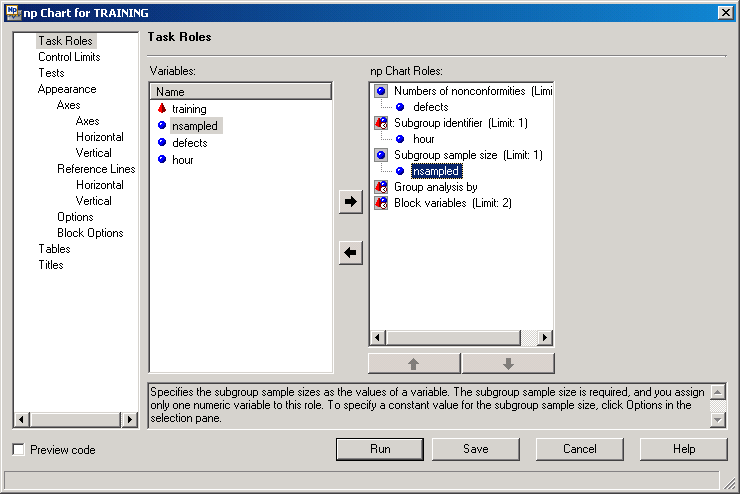 np Chart for TRAINING
Task Roles
Control Limits
Tests
Appearance
Axes
Axes
Horizontal
Vertical
Reference Lines
Horizontal
Vertical
Options
Block Options
Tables
Titles
Task Roles
Variables:
Name
training
nsampled
defects
hour
np Chart Roles:
Numbers of nonconformities (Limi
defects
Subgroup identifier (Limit: 1)
hour
Subgroup sample size (Limit: 1)
nsampled
Group analysis by
Block variables (Limit: 2)
Specifies the subgroup sample sizes as the values of a variable. The subgroup sample size is required, and you assign
only one numeric variable to this role. To specify a constant value for the subgroup sample size, click Options in the
selection pane.
Preview code
Run
Save
Cancel
Help